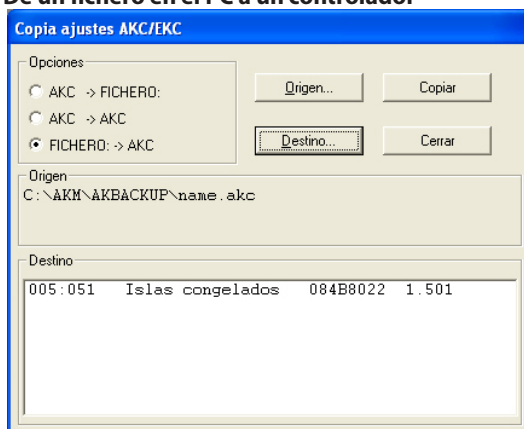 De un fichero en el PC a un controlador
Copia ajustes AKC/EKC
Opciones
AKC -> FICHERO:
AKC -> AKC
FICHERO: -> AKC
Origen...
Copiar
Destino...
Cerrar
Origen
C:\AKM\AKBACKUP\name.akc
Destino
005:051 Islas congelados 084B8022 1.501